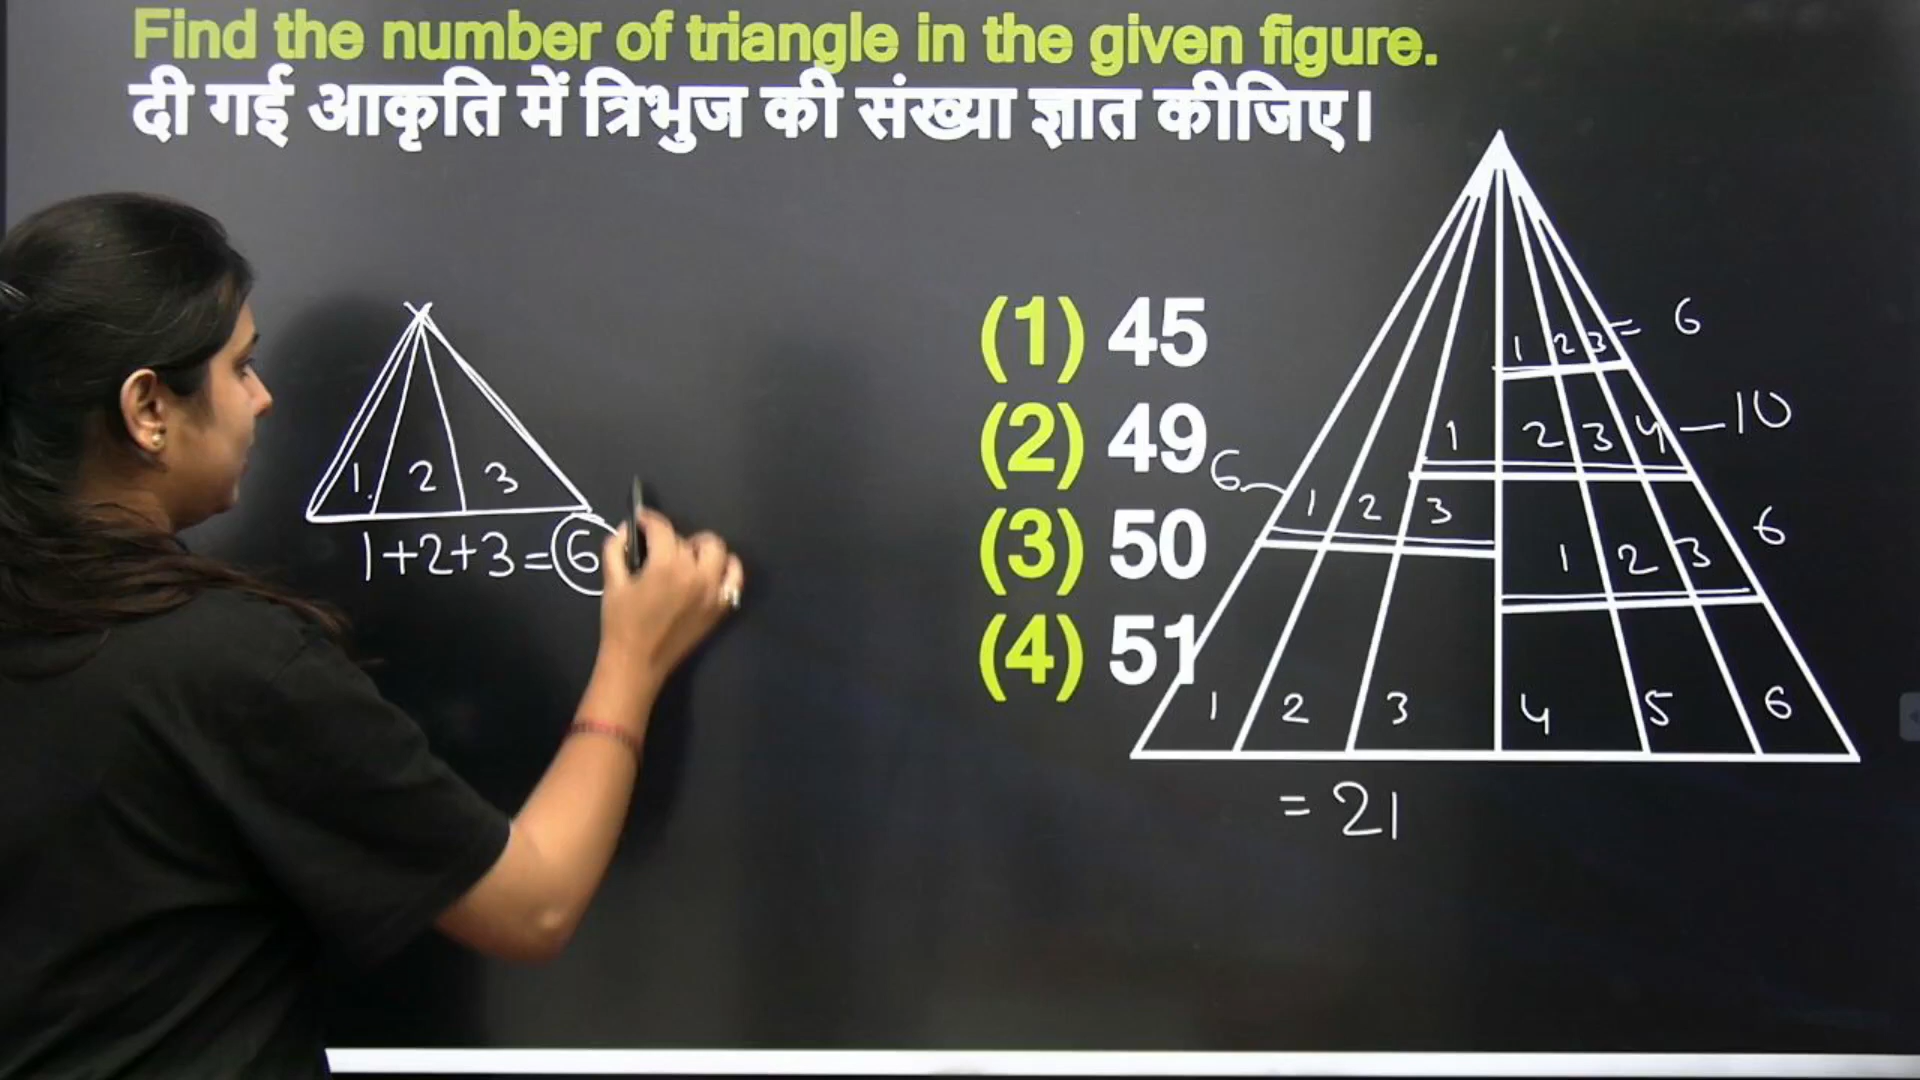 Find the number of triangle in the given figure.
दी गई आकृति में त्रिभुज की संख्या ज्ञात कीजिए।
1 2 3
1+2+3=6
(1) 45
(2) 49
(3) 50
(4) 51
1 2 3 = 6
1 2 3 4 - 10
6 1 2 3
1 2 3 6
1 2 3 4 5 6
= 21